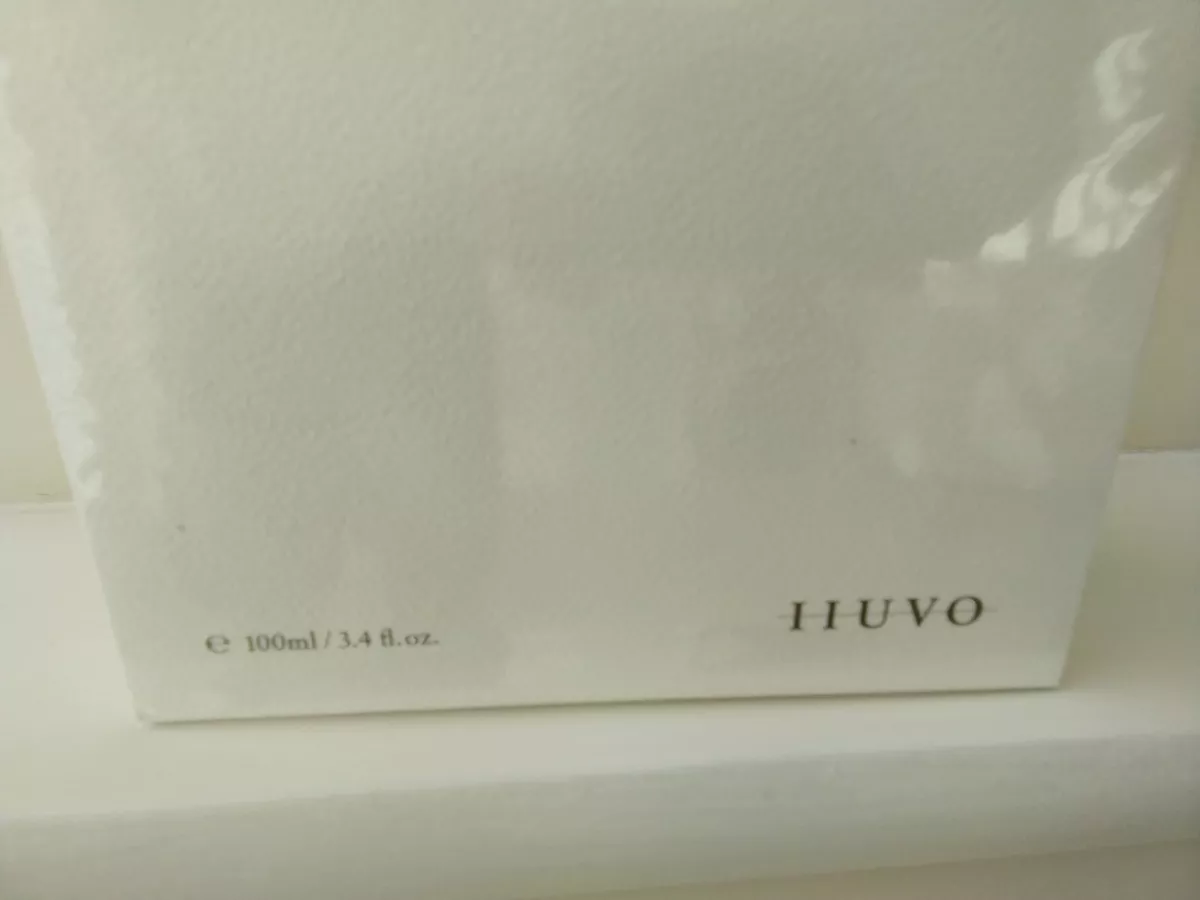 ℮ 100ml / 3.4 fl.oz.
IIUVO